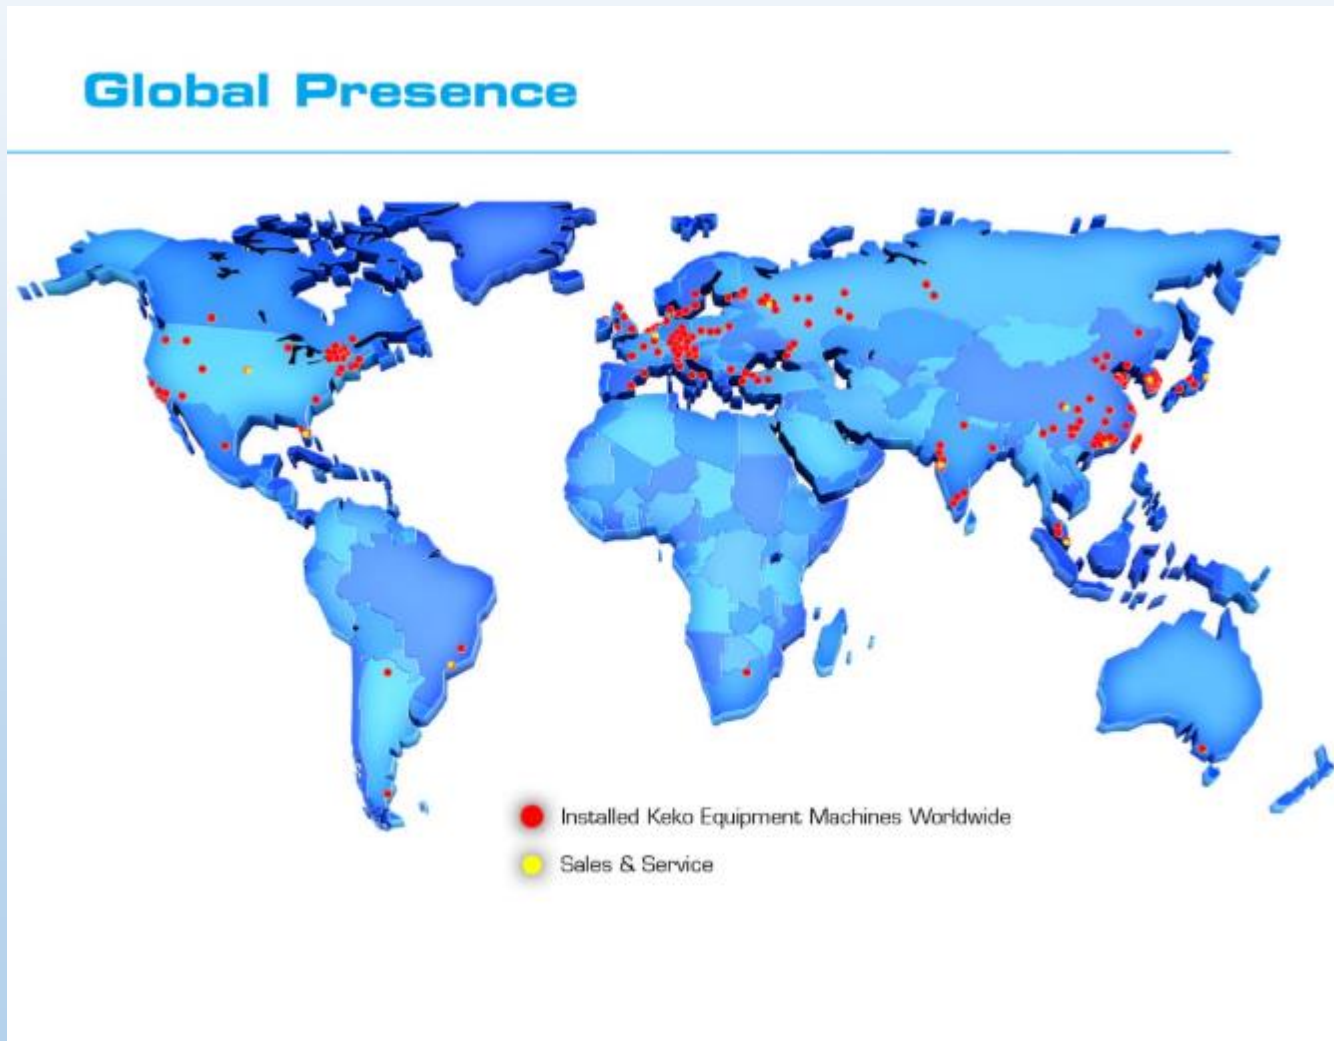 Global Presence
Installed Keko Equipment Machines Worldwide
Sales & Service